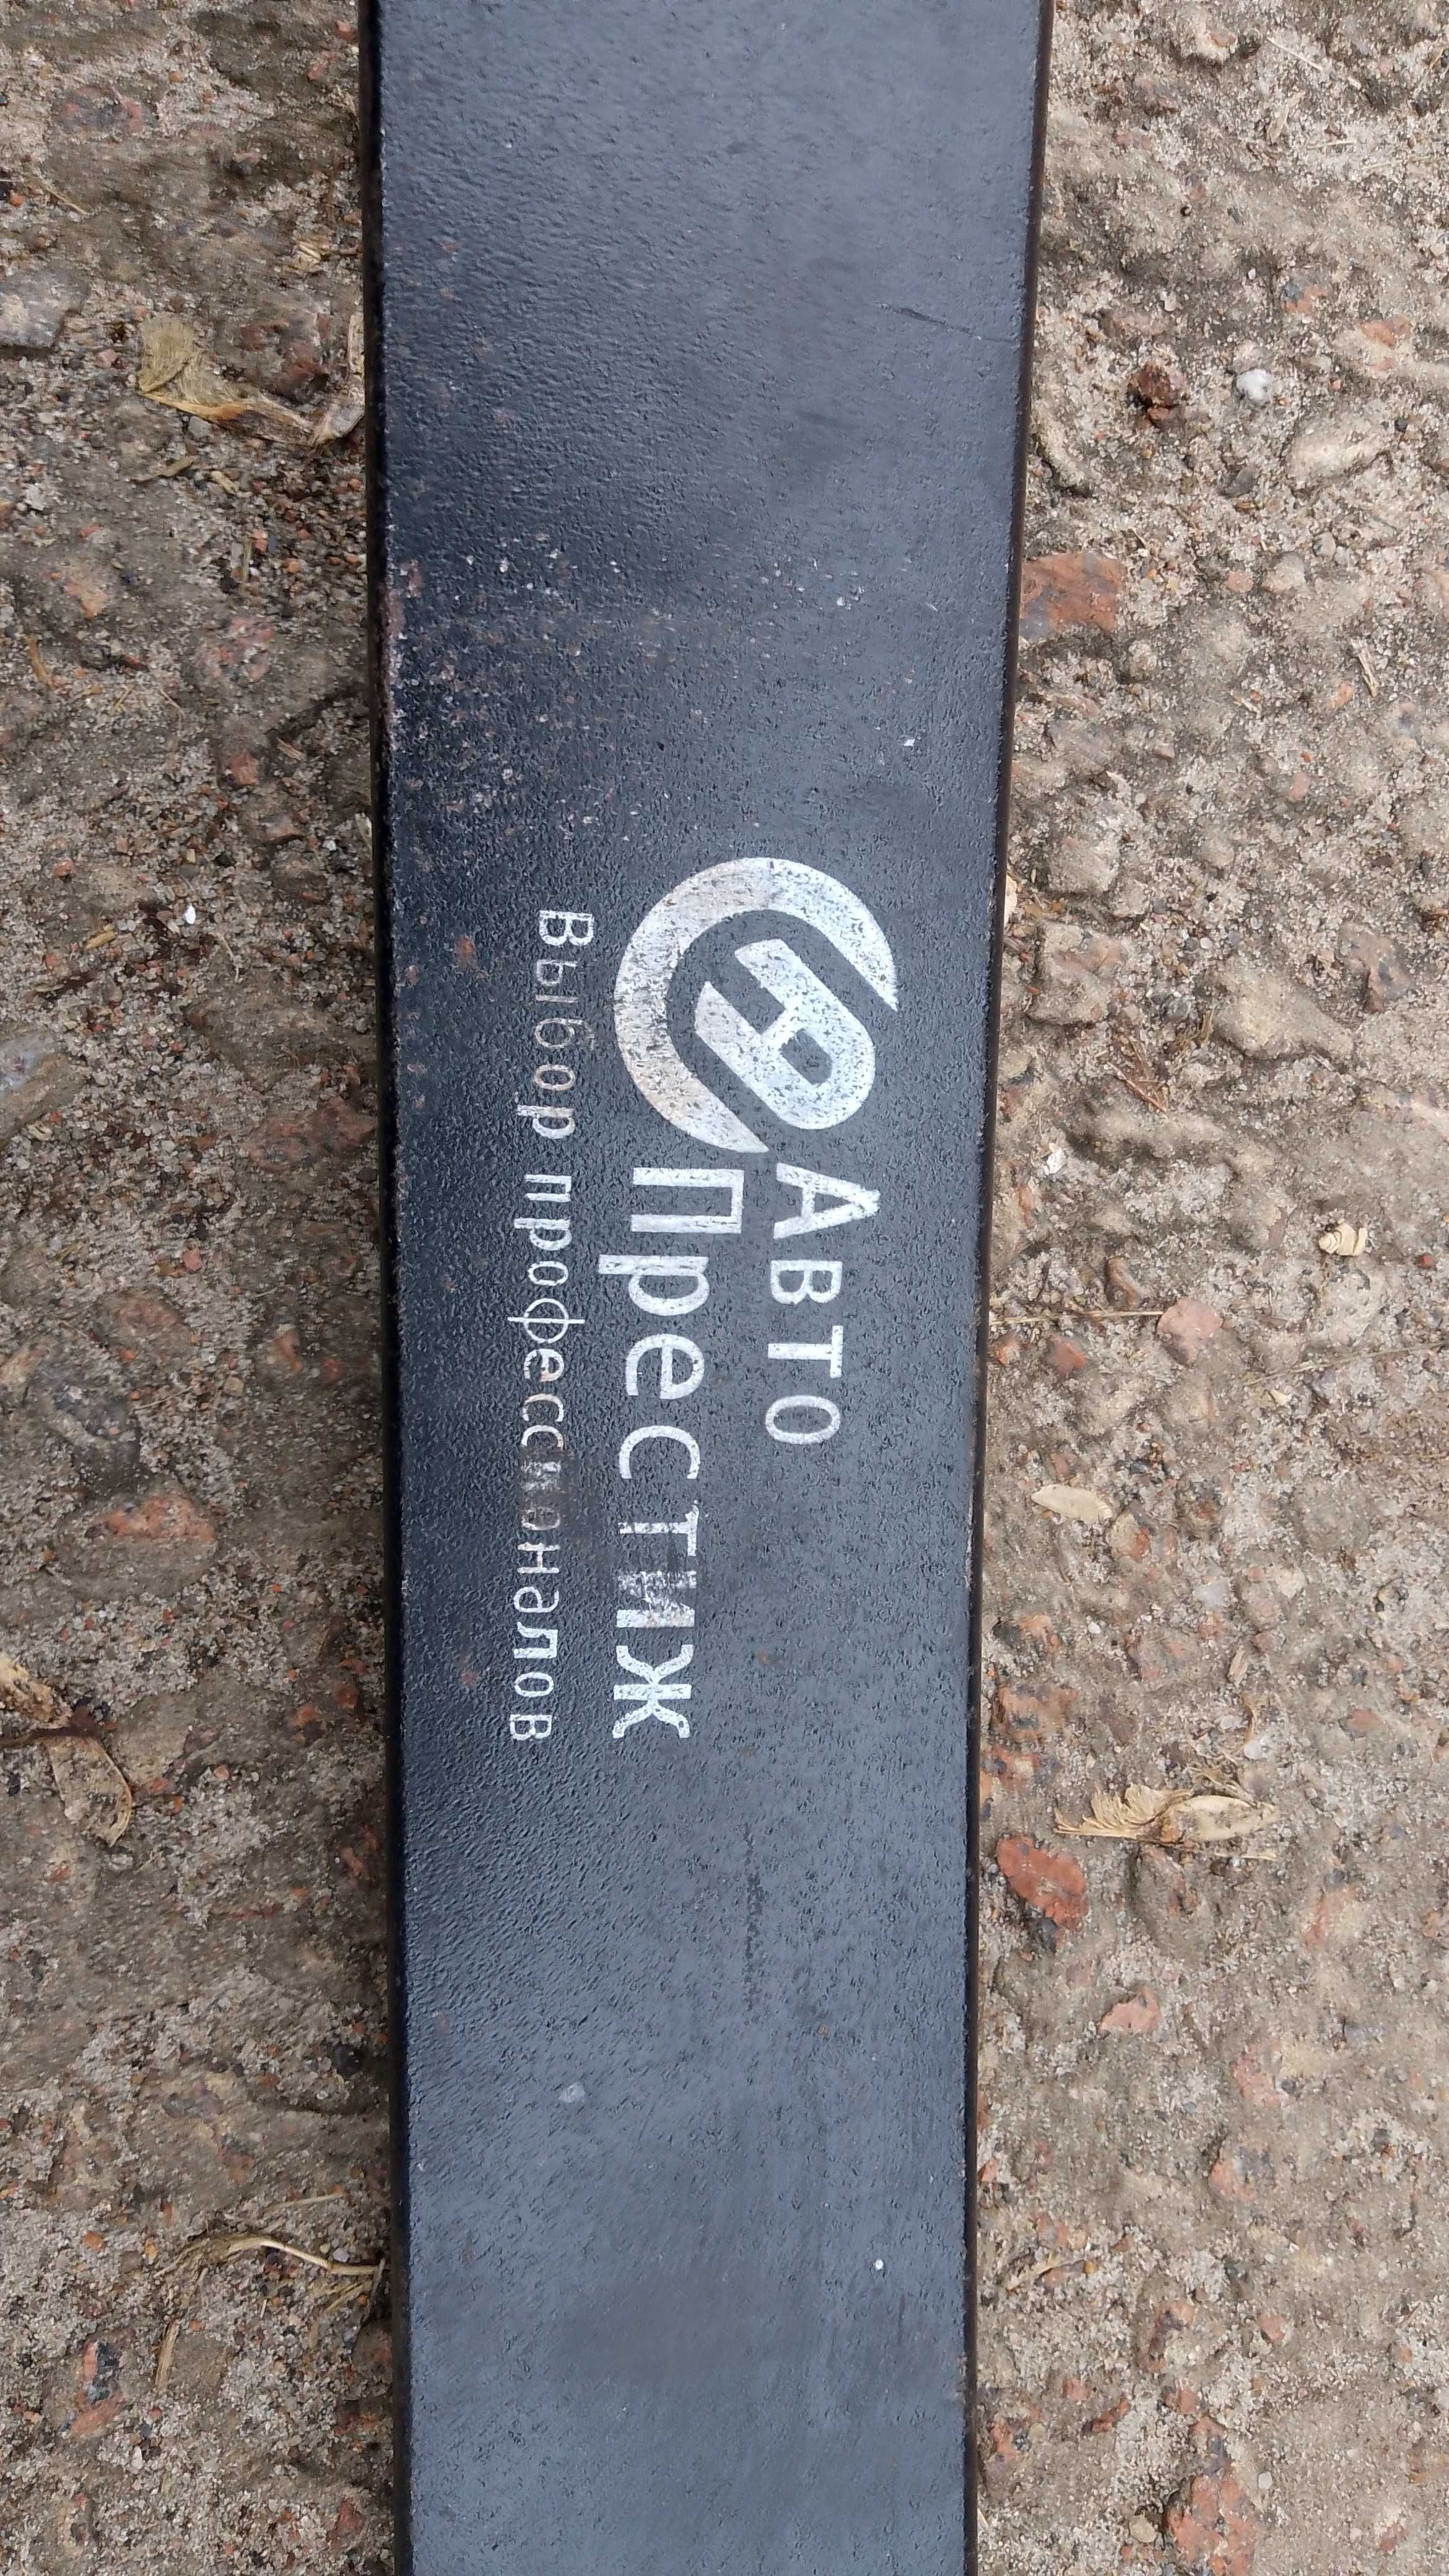 Авто
Престиж
Выбор профессионалов